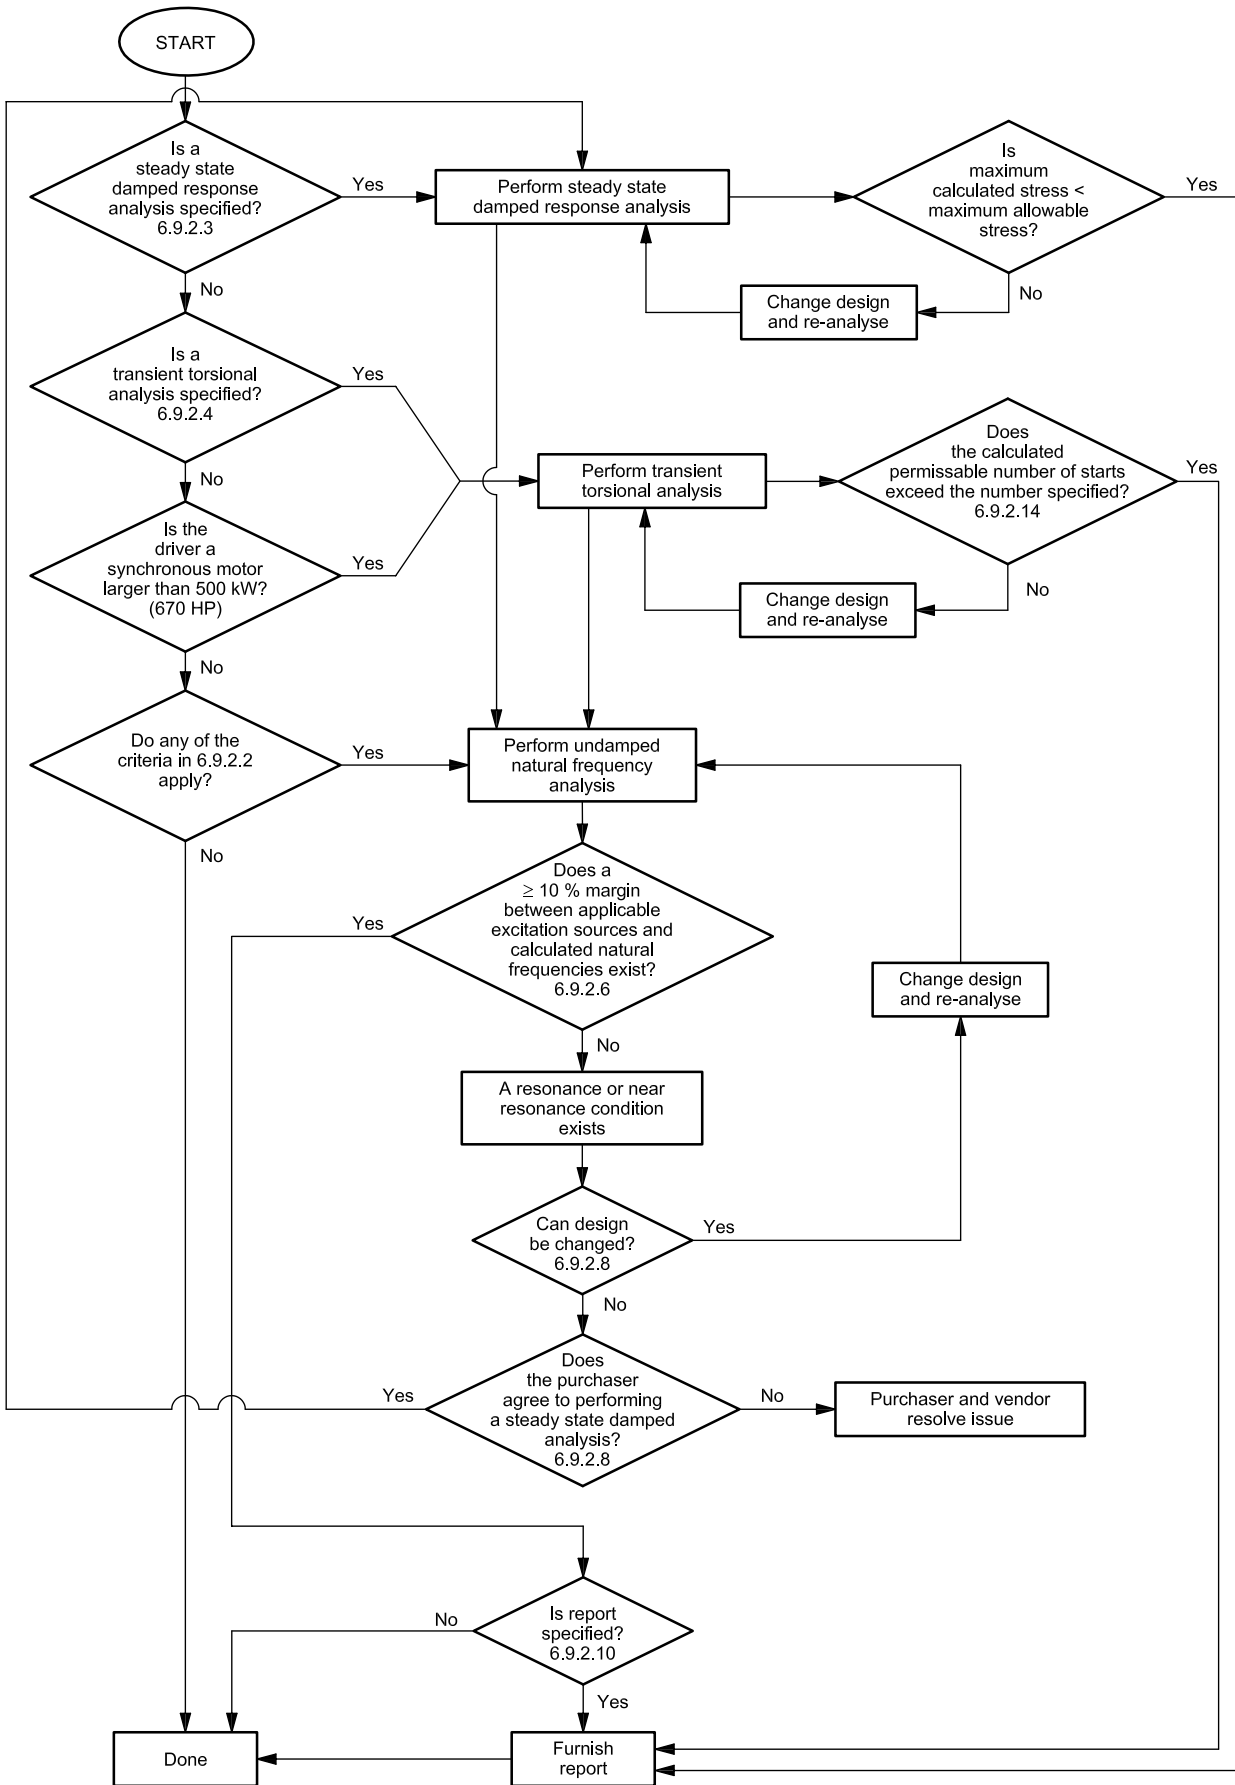 START
Is a
steady state
damped response
analysis specified?
6.9.2.3
Yes
Perform steady state
damped response analysis
Is
maximum
calculated stress <
maximum allowable
stress?
Yes
No
No
Change design
and re-analyse
Is a
transient torsional
analysis specified?
6.9.2.4
Yes
No
Perform transient
torsional analysis
Does
the calculated
permissable number of starts
exceed the number specified?
6.9.2.14
Yes
No
Change design
and re-analyse
Is the
driver a
synchronous motor
larger than 500 kW?
(670 HP)
Yes
No
Do any of the
criteria in 6.9.2.2
apply?
Yes
No
Perform undamped
natural frequency
analysis
Does a
≥ 10 % margin
between applicable
excitation sources and
calculated natural
frequencies exist?
6.9.2.6
Yes
No
Change design
and re-analyse
A resonance or near
resonance condition
exists
Can design
be changed?
6.9.2.8
Yes
No
Does
the purchaser
agree to performing
a steady state damped
analysis?
6.9.2.8
Yes
No
Purchaser and vendor
resolve issue
Is report
specified?
6.9.2.10
No
Yes
Done
Furnish
report